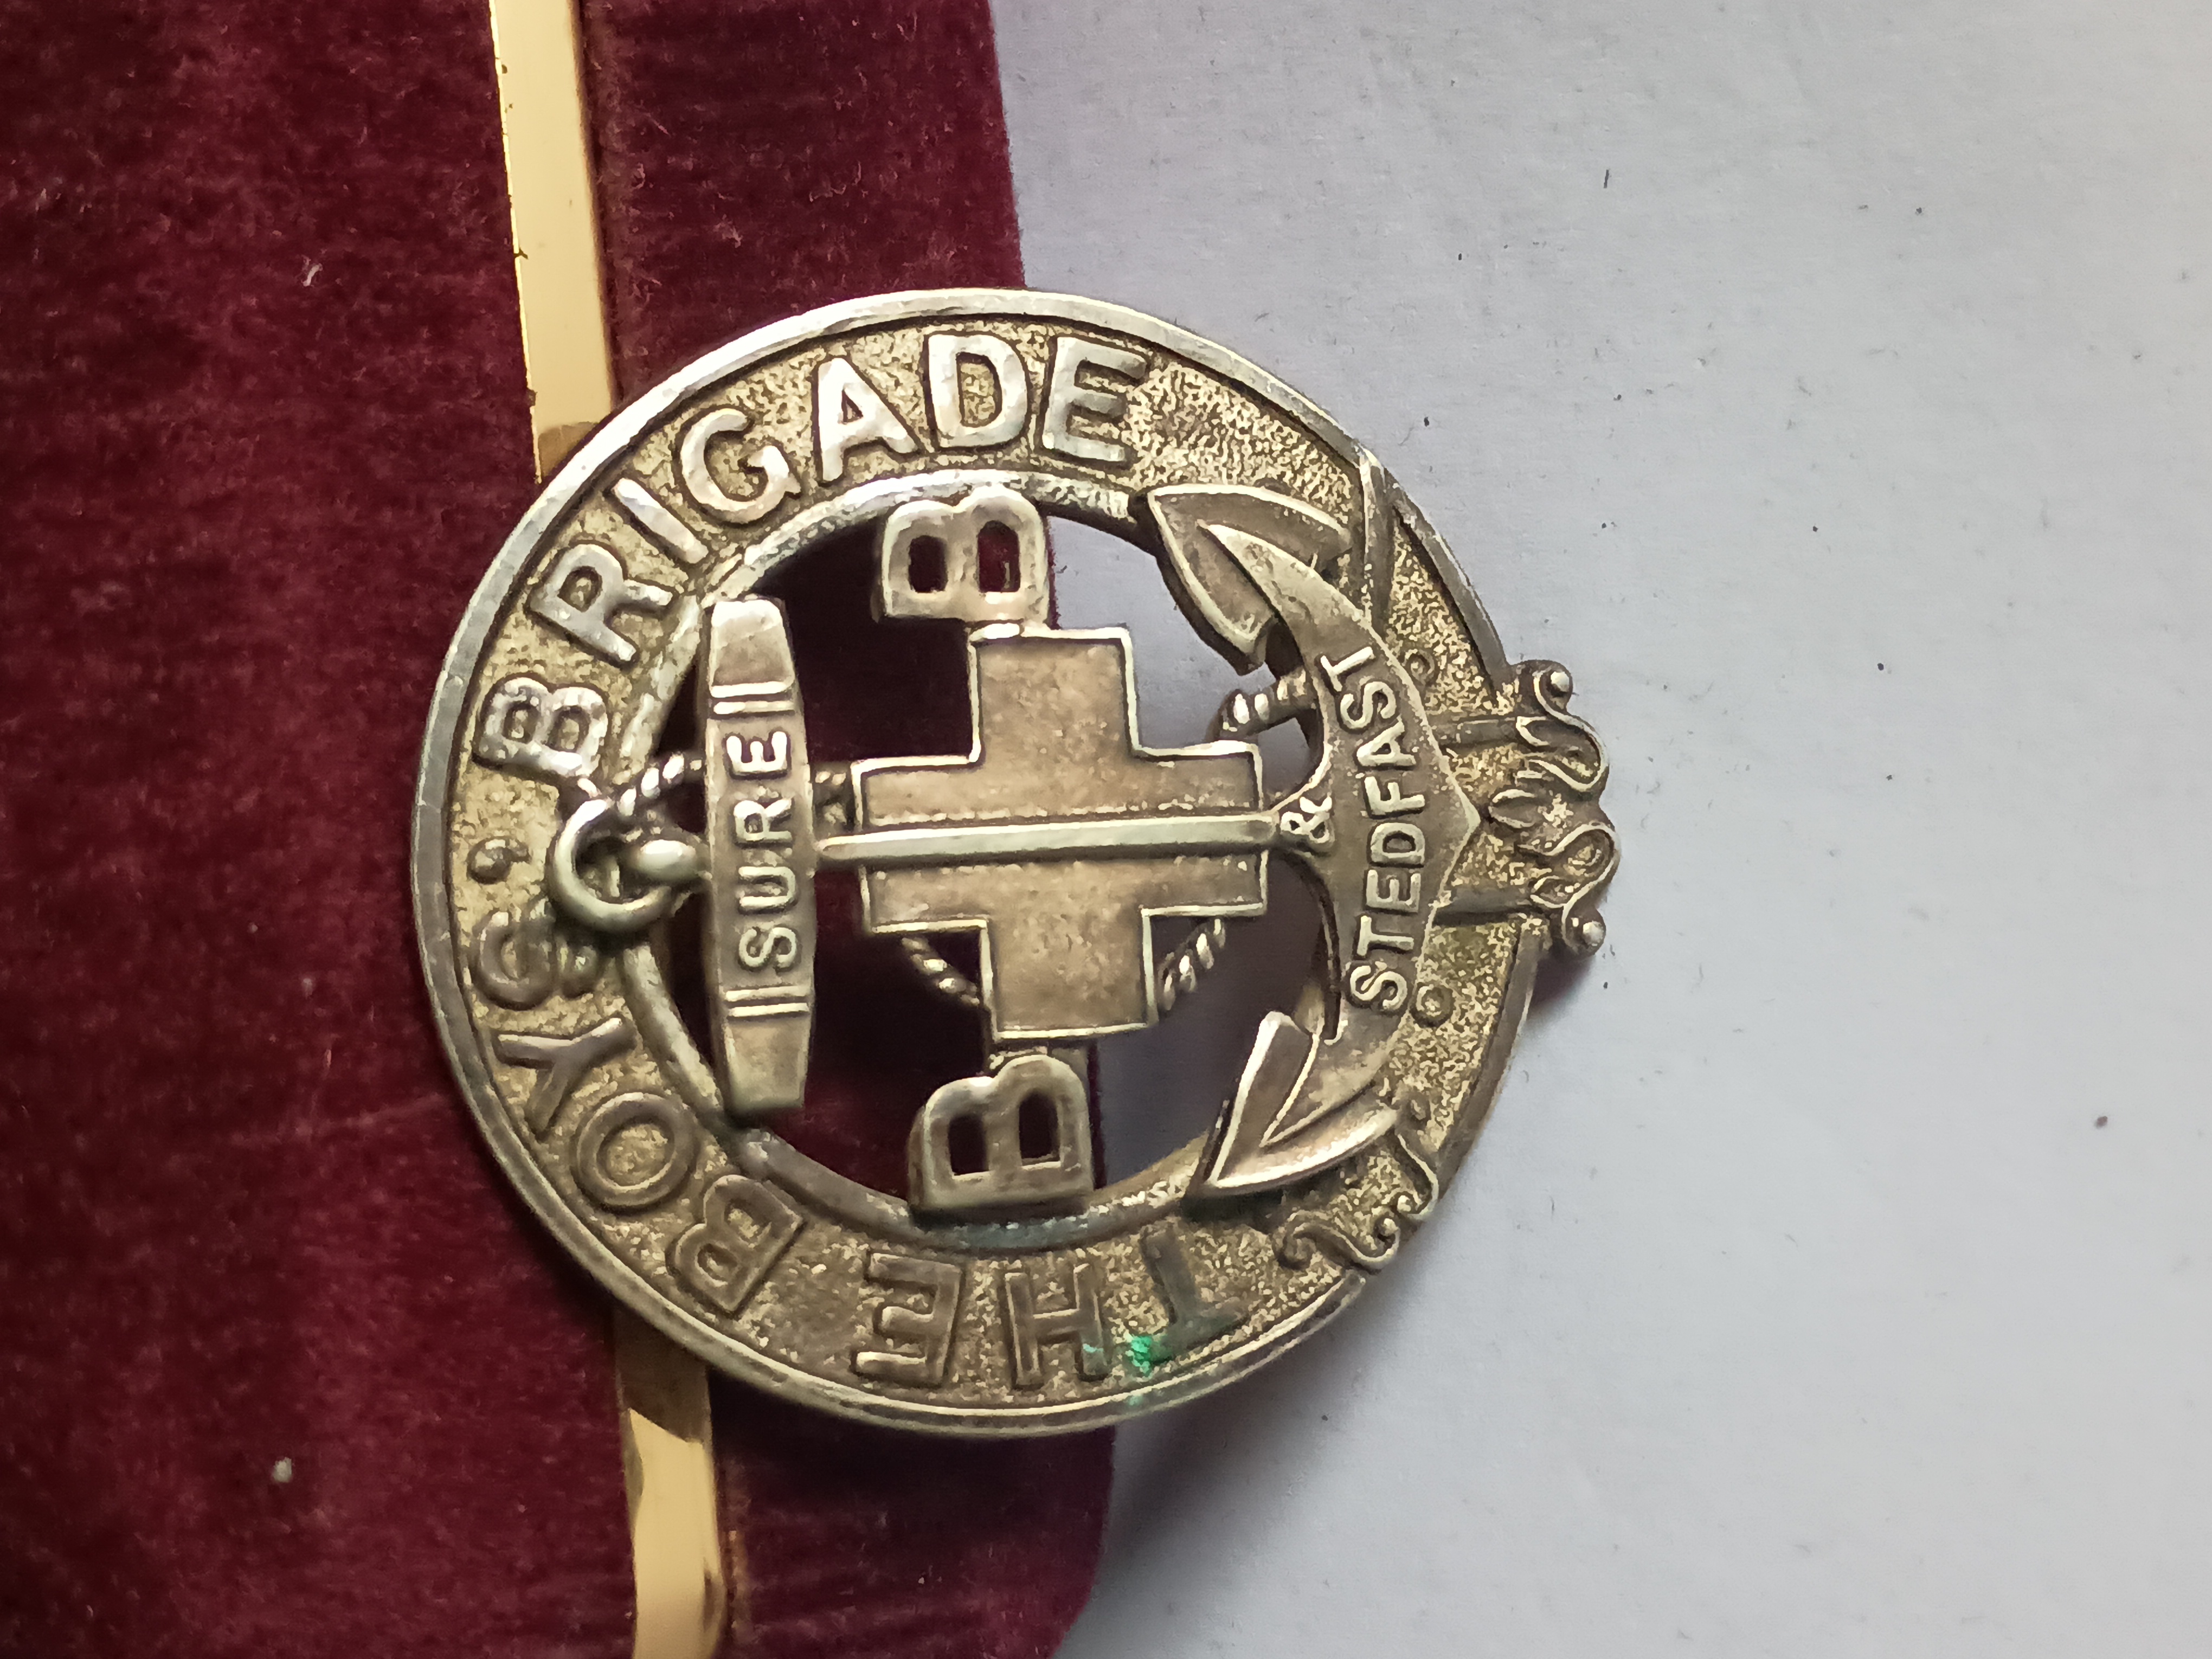 THE BOYS' BRIGADE
SURE
B B
&
STEDFAST